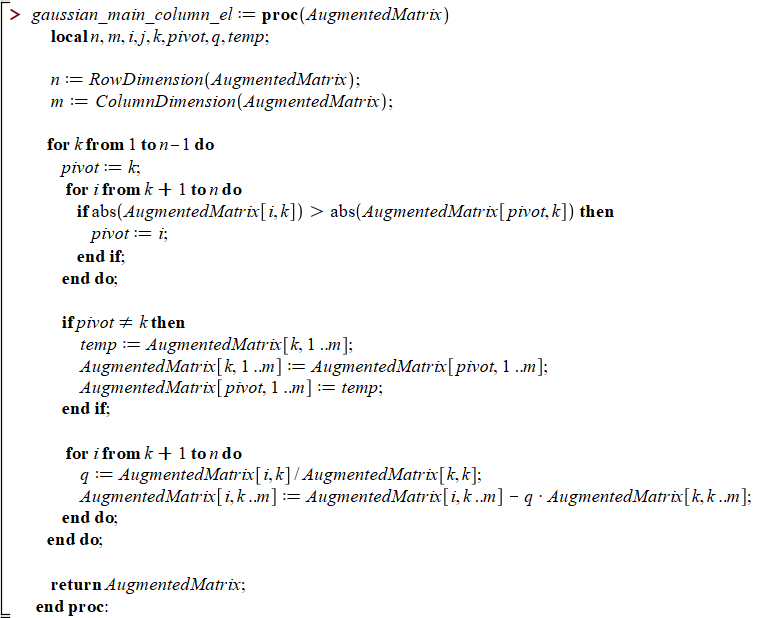 > gaussian_main_column_el := proc(AugmentedMatrix)
local n, m, i, j, k, pivot, q, temp;
n := RowDimension(AugmentedMatrix);
m := ColumnDimension(AugmentedMatrix);
for k from 1 to n-1 do
pivot := k;
for i from k + 1 to n do
if abs(AugmentedMatrix[i, k]) > abs(AugmentedMatrix[pivot, k]) then
pivot := i;
end if;
end do;
if pivot ≠ k then
temp := AugmentedMatrix[k, 1 ..m];
AugmentedMatrix[k, 1 ..m] := AugmentedMatrix[pivot, 1 ..m];
AugmentedMatrix[pivot, 1 ..m] := temp;
end if;
for i from k + 1 to n do
q := AugmentedMatrix[i, k] / AugmentedMatrix[k, k];
AugmentedMatrix[i, k ..m] := AugmentedMatrix[i, k ..m] − q · AugmentedMatrix[k, k ..m];
end do;
end do;
return AugmentedMatrix;
end proc: